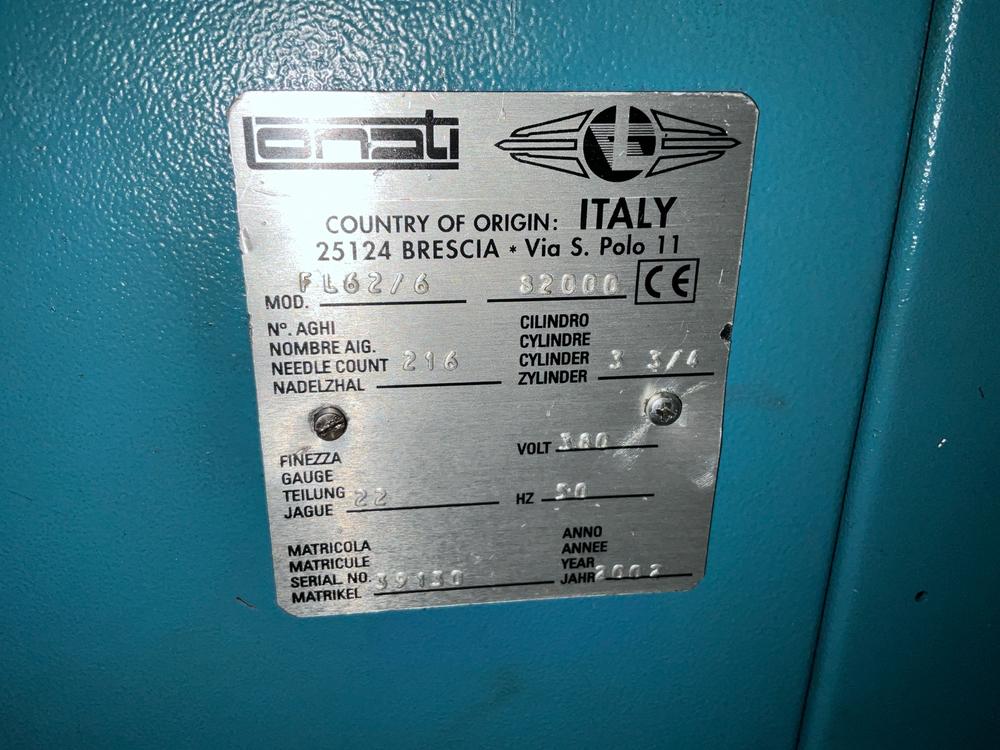 Lonati
COUNTRY OF ORIGIN: ITALY
25124 BRESCIA * Via S. Polo 11
MOD. FL62/6 S2000 CE
N°. AGHI
NOMBRE AIG.
NEEDLE COUNT 216
NADELZHAL
CILINDRO
CYLINDRE
CYLINDER 3 3/4
ZYLINDER
VOLT 380
FINEZZA
GAUGE
TEILUNG 22
JAUGE
HZ 50
MATRICOLA
MATRICULE
SERIAL NO.
MATRIKEL
ANNO
ANNEE
YEAR
JAHR